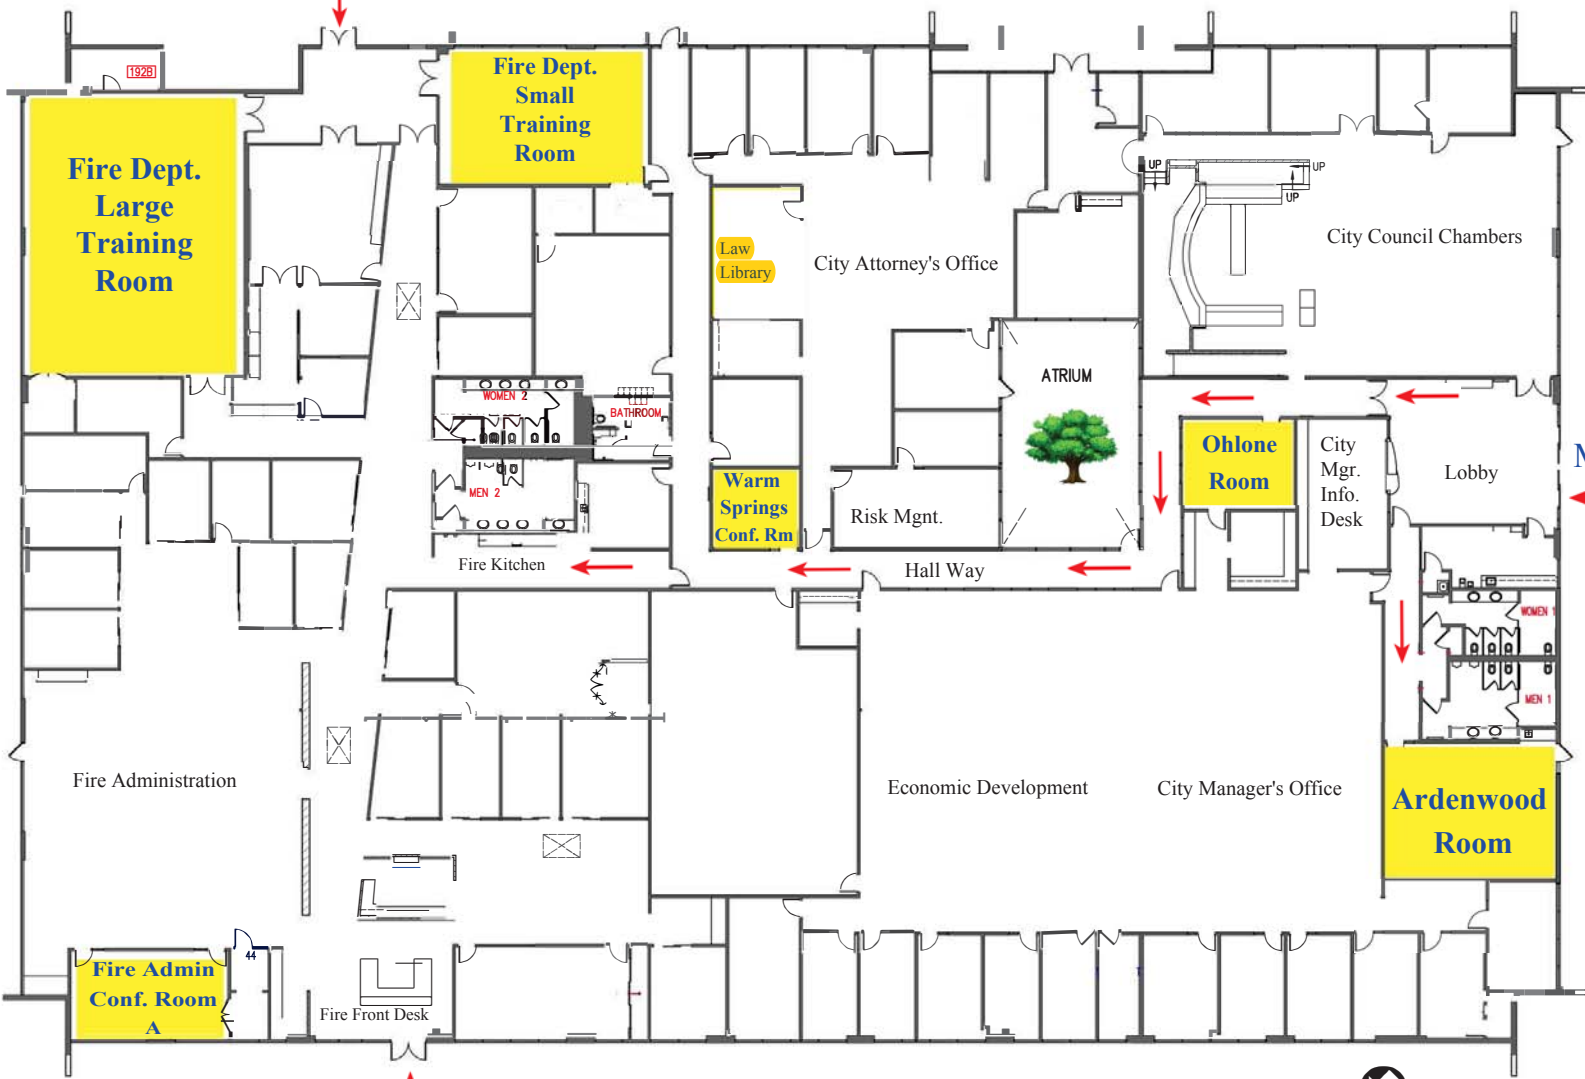 192B
Fire Dept.
Small
Training
Room
Fire Dept.
Large
Training
Room
UP
UP
UP
Law
Library
City Attorney's Office
City Council Chambers
ATRIUM
WOMEN 2
BATHROOM
MEN 2
Warm
Springs
Conf. Rm
Risk Mgnt.
Ohlone
Room
City
Mgr.
Info.
Desk
Lobby
M
Fire Kitchen
Hall Way
WOMEN 1
MEN 1
Fire Administration
Economic Development
City Manager's Office
Ardenwood
Room
44
Fire Admin
Conf. Room
A
Fire Front Desk